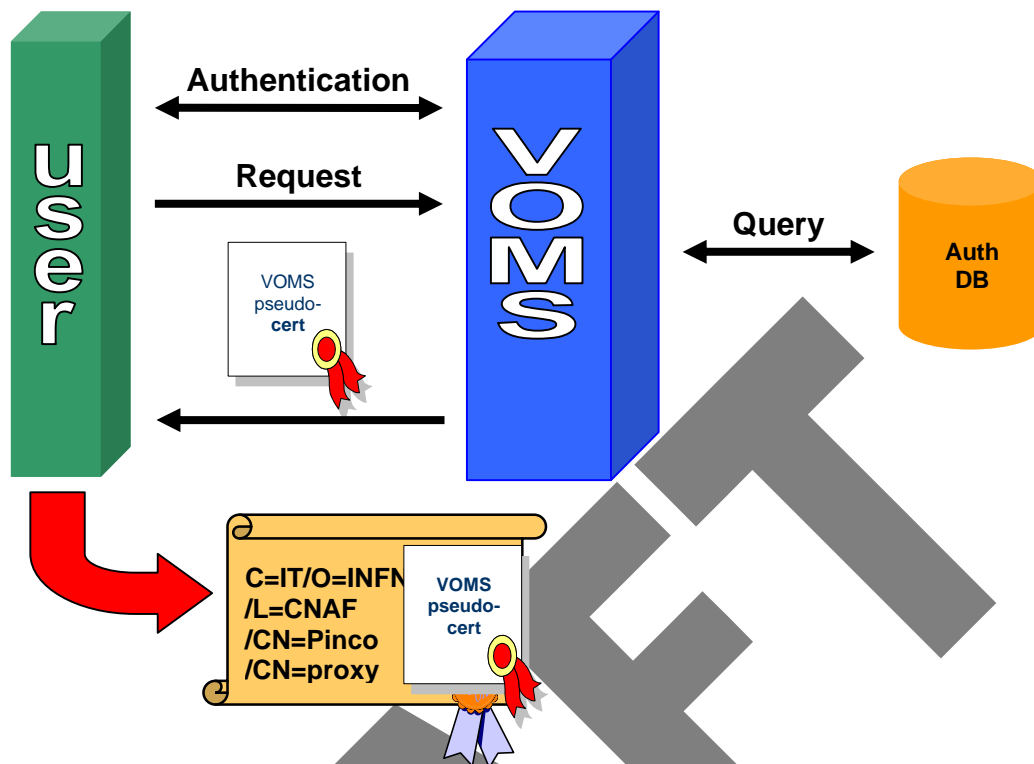 Authentication
Request
user
VOMS
Query
Auth
DB
VOMS
pseudo-
cert
C=IT/O=INFN
/L=CNAF
/CN=Pinco
/CN=proxy
VOMS
pseudo-
cert